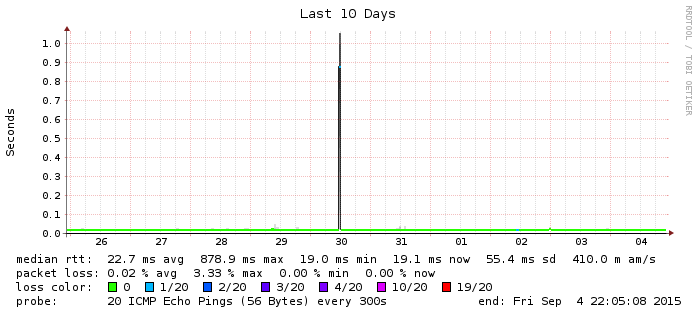 Last 10 Days
RRDTOOL / TOBI OETIKER
Seconds
1.0
0.9
0.8
0.7
0.6
0.5
0.4
0.3
0.2
0.1
0.0
26 27 28 29 30 31 01 02 03 04
median rtt: 22.7 ms avg 878.9 ms max 19.0 ms min 19.1 ms now 55.4 ms sd 410.0 m am/s
packet loss: 0.02 % avg 3.33 % max 0.00 % min 0.00 % now
loss color: 0 1/20 2/20 3/20 4/20 10/20 19/20
probe: 20 ICMP Echo Pings (56 Bytes) every 300s end: Fri Sep 4 22:05:08 2015